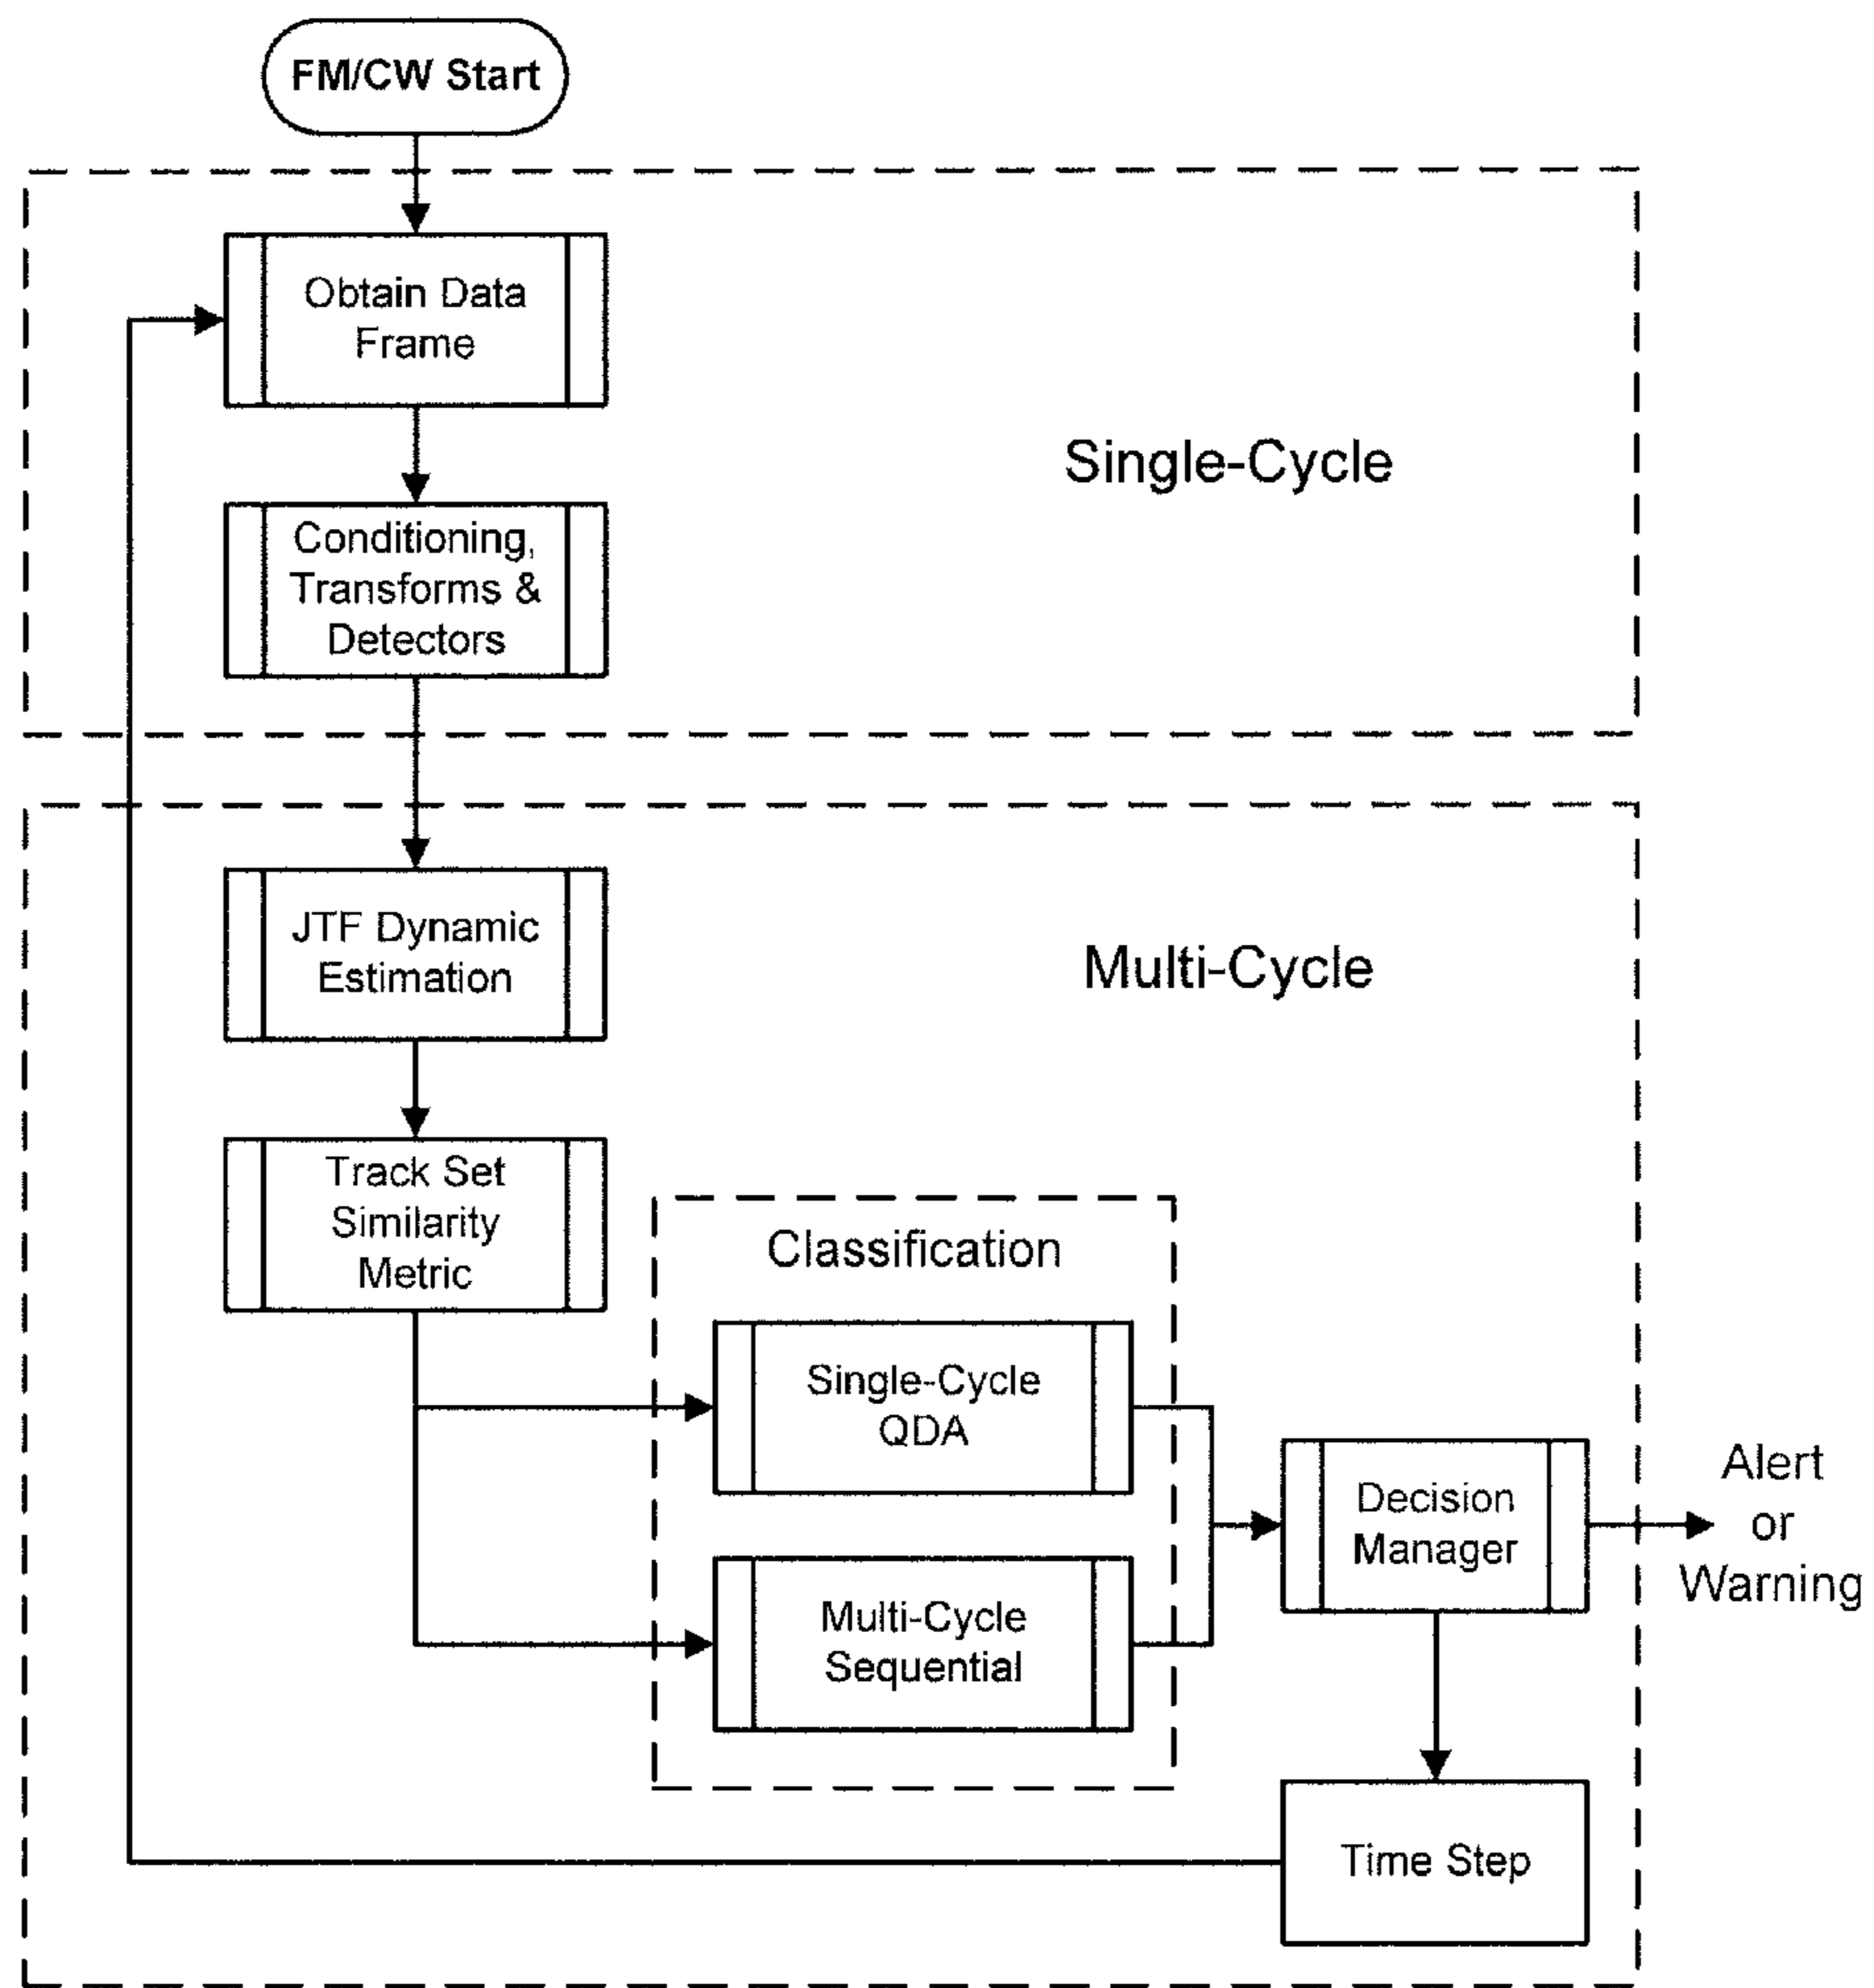 FM/CW Start
Obtain Data
Frame
Single-Cycle
Conditioning,
Transforms &
Detectors
JTF Dynamic
Estimation
Multi-Cycle
Track Set
Similarity
Metric
Classification
Single-Cycle
QDA
Multi-Cycle
Sequential
Decision
Manager
Alert
or
Warning
Time Step